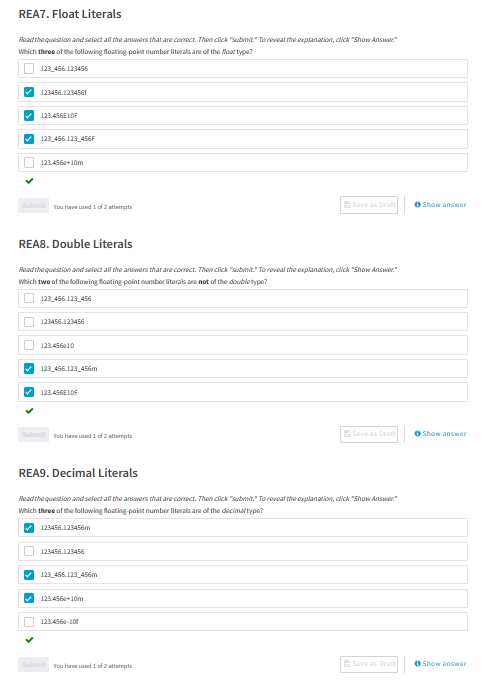 REA7. Float Literals
Read the question and select all the answers that are correct. Then click "submit." To reveal the explanation, click "Show Answer."
Which three of the following floating-point number literals are of the float type?
123_456.123456
123456.123456f
123.456E10F
123_456.123_456F
123.456e+10m
Submit You have used 1 of 2 attempts Save as Draft Show answer
REA8. Double Literals
Read the question and select all the answers that are correct. Then click "submit." To reveal the explanation, click "Show Answer."
Which two of the following floating-point number literals are not of the double type?
123_456.123_456
123456.123456
123.456e10
123_456.123_456m
123.456E10F
Submit You have used 1 of 2 attempts Save as Draft Show answer
REA9. Decimal Literals
Read the question and select all the answers that are correct. Then click "submit." To reveal the explanation, click "Show Answer."
Which three of the following floating-point number literals are of the decimal type?
123456.123456m
123456.123456
123_456.123_456m
123.456e+10m
123.456e-10f
Submit You have used 1 of 2 attempts Save as Draft Show answer